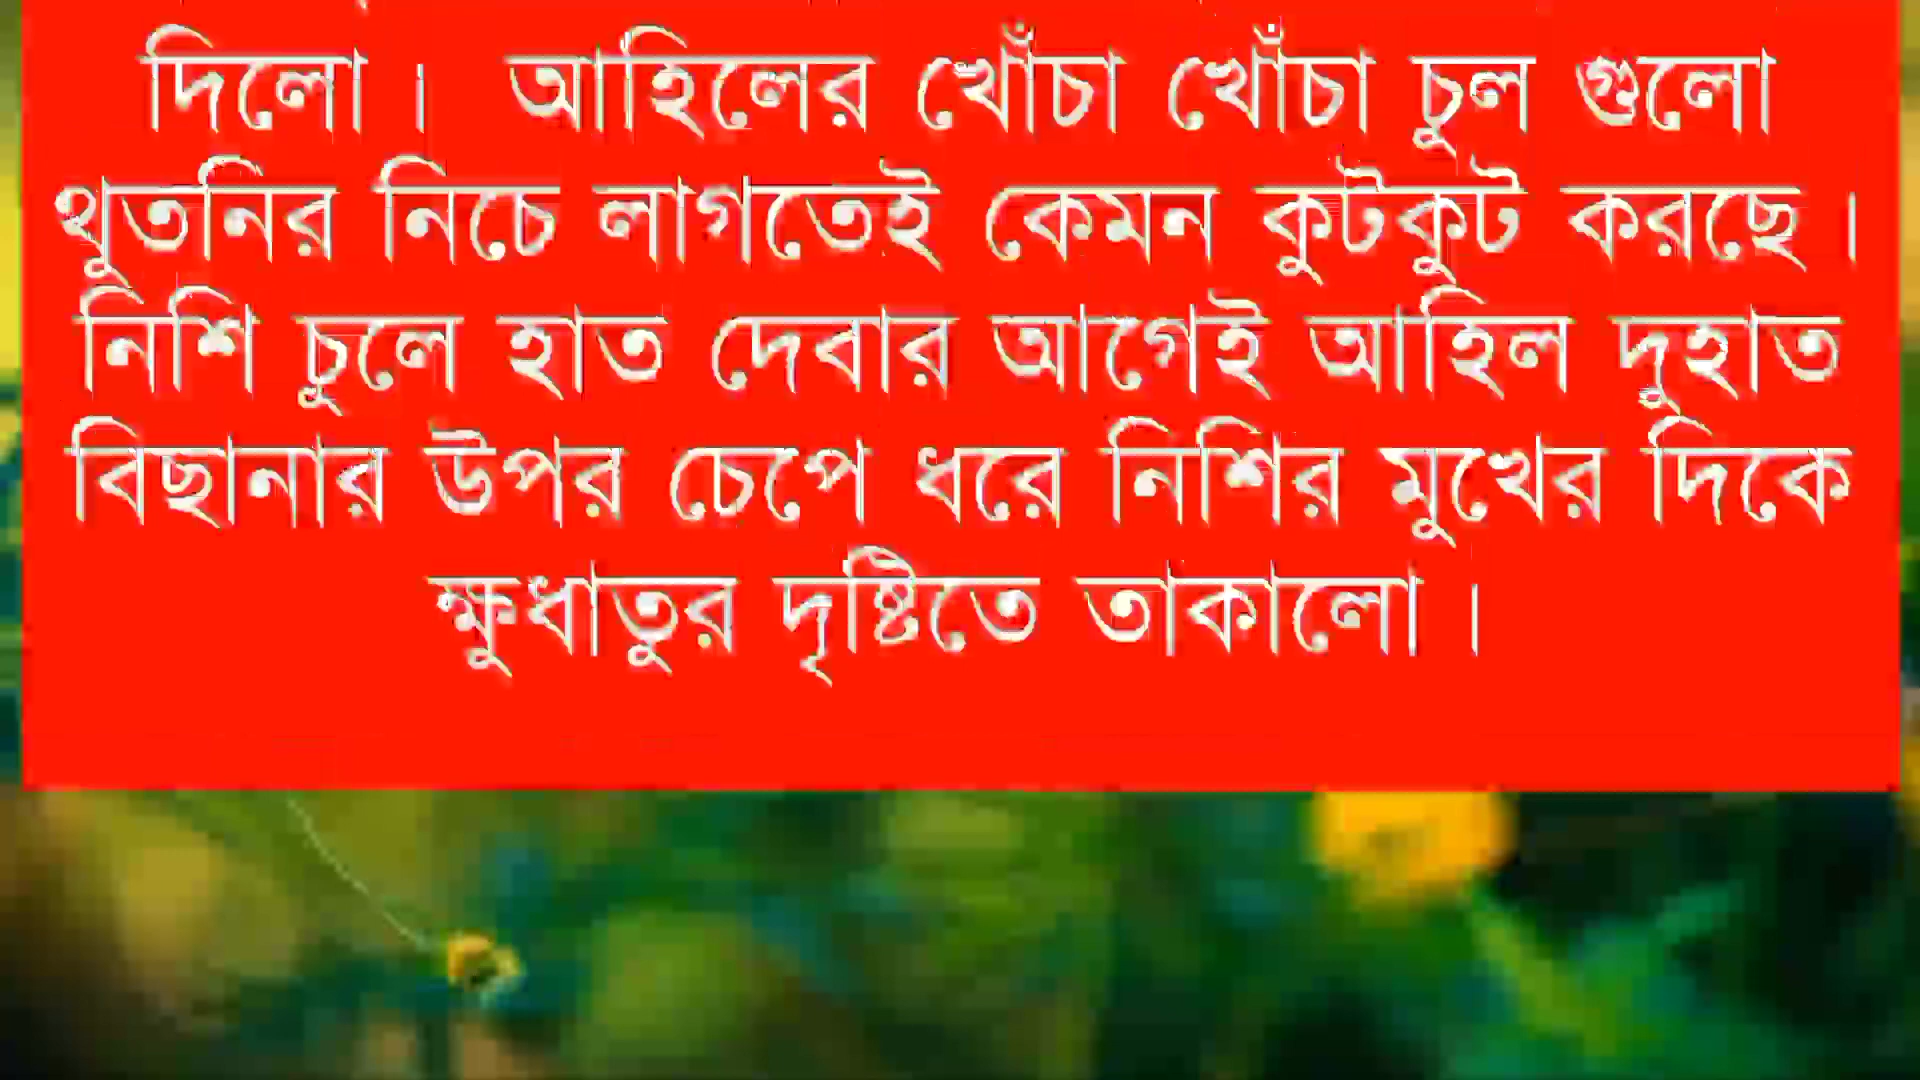 দিলো। আহিলের খোঁচা খোঁচা চুল গুলো
থুতনির নিচে লাগতেই কেমন কুটকুট করছে।
নিশি চুলে হাত দেবার আগেই আহিল দুহাত
বিছানার উপর চেপে ধরে নিশির মুখের দিকে
ক্ষুধাতুর দৃষ্টিতে তাকালো।